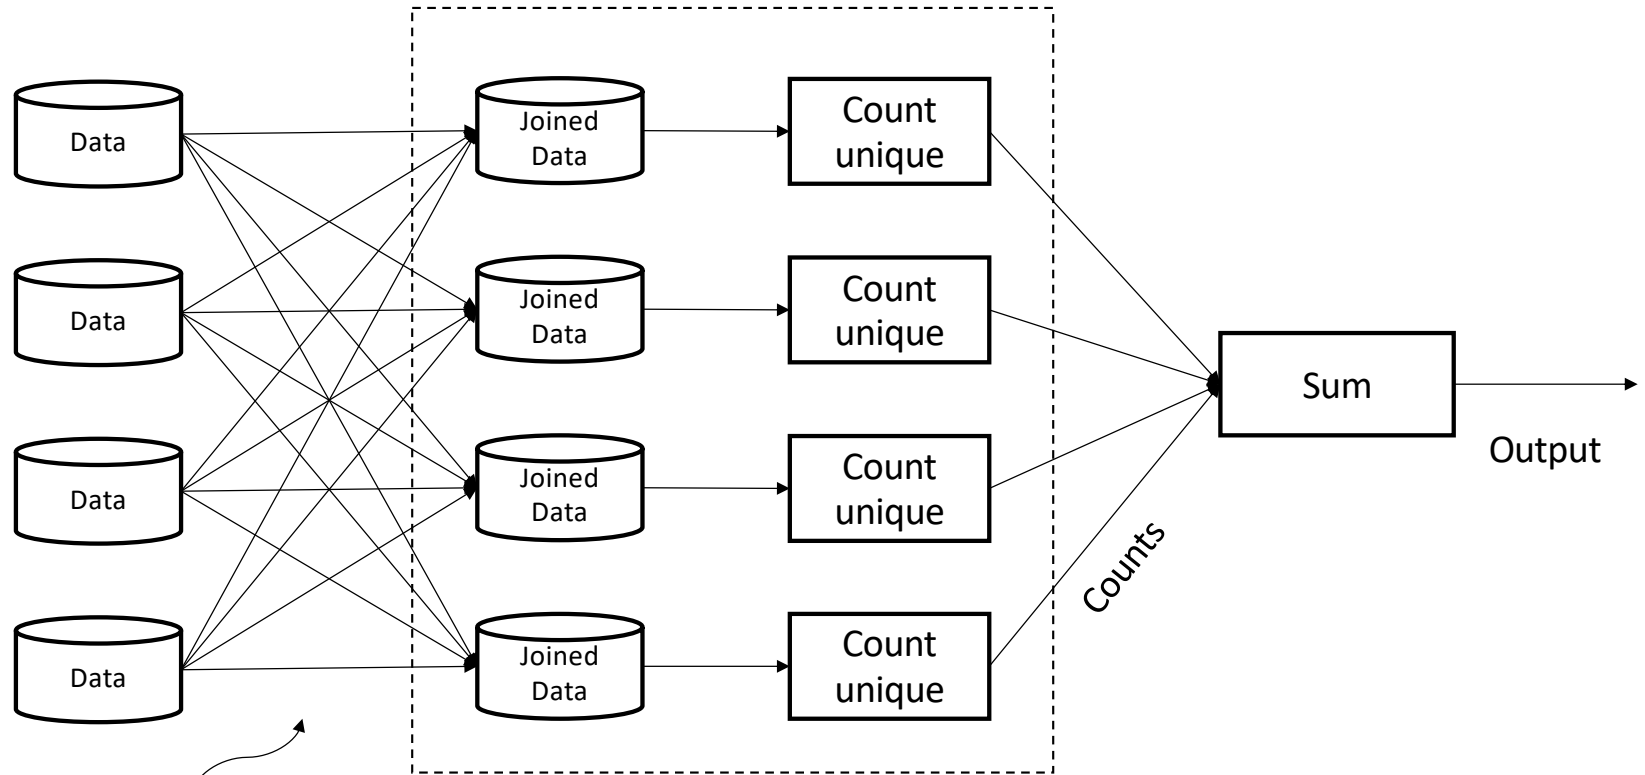 Data
Joined
Data
Count
unique
Data
Joined
Data
Count
unique
Sum
Output
Data
Joined
Data
Count
unique
Counts
Data
Joined
Data
Count
unique